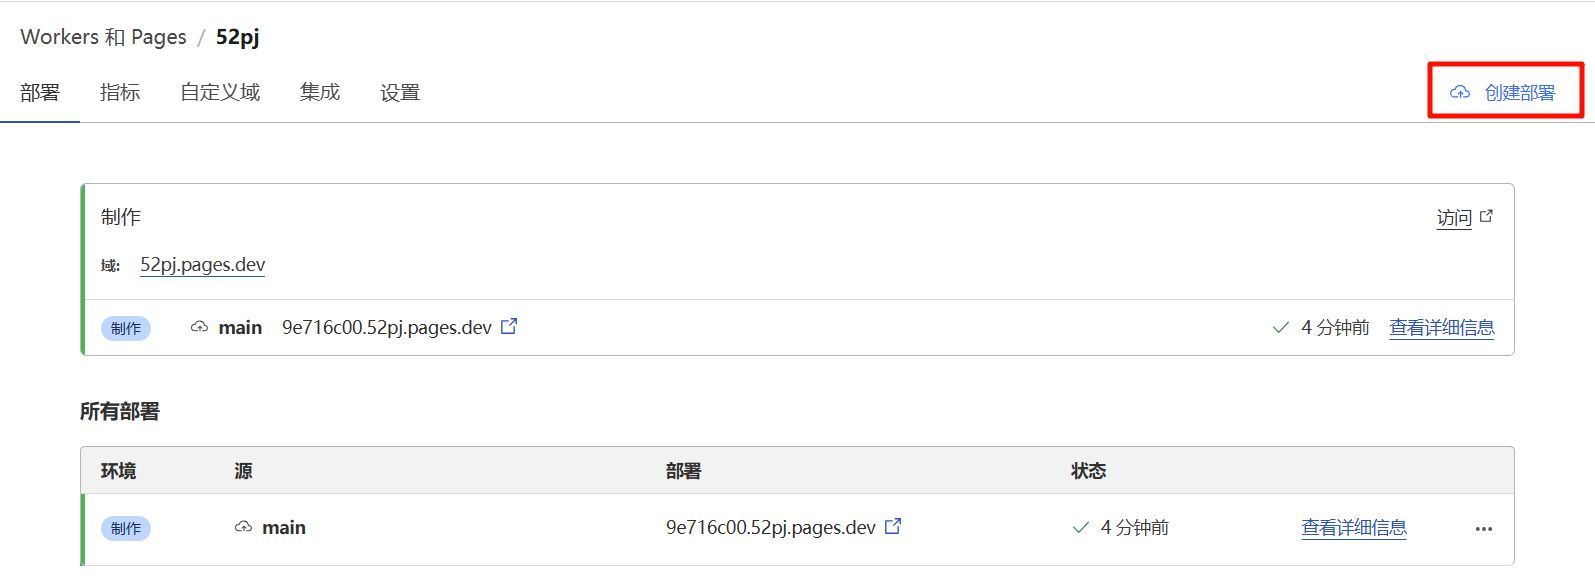 Workers 和 Pages / 52pj
部署 指标 自定义域 集成 设置 创建部署
制作 访问
域: 52pj.pages.dev
制作 main 9e716c00.52pj.pages.dev 4 分钟前 查看详细信息
所有部署
环境 源 部署 状态
制作 main 9e716c00.52pj.pages.dev 4 分钟前 查看详细信息 ...